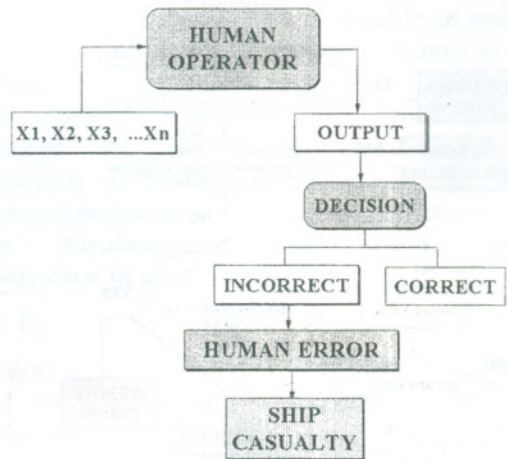 HUMAN
OPERATOR
X1, X2, X3, ...Xn
OUTPUT
DECISION
INCORRECT
CORRECT
HUMAN ERROR
SHIP
CASUALTY